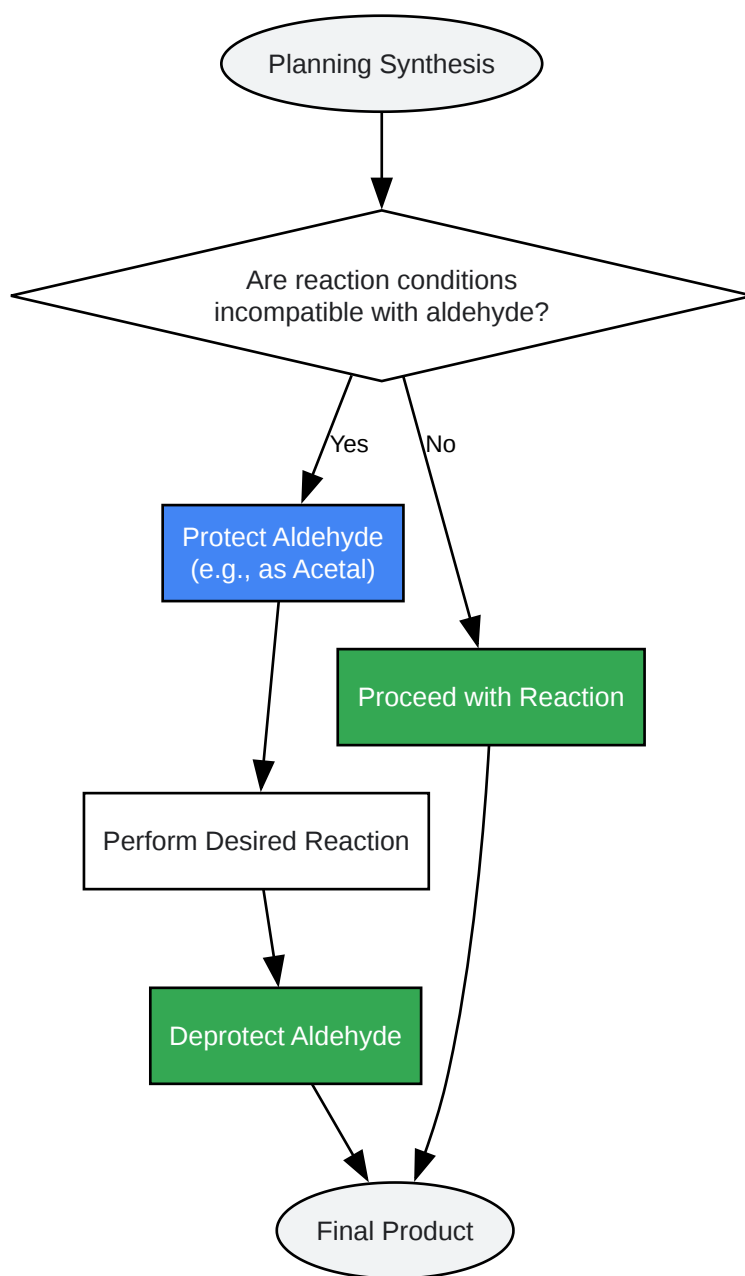 Planning Synthesis
Are reaction conditions
incompatible with aldehyde?
Yes
No
Protect Aldehyde
(e.g., as Acetal)
Proceed with Reaction
Perform Desired Reaction
Deprotect Aldehyde
Final Product